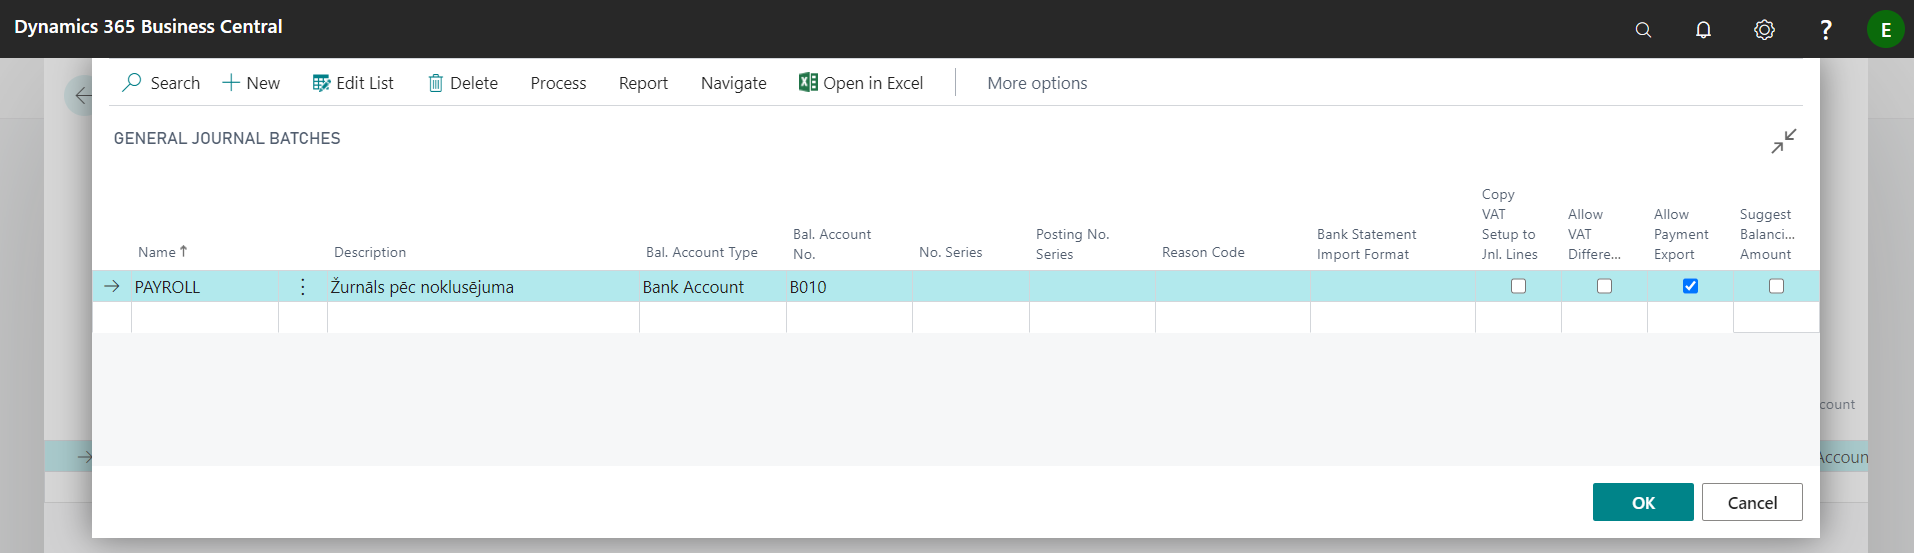 Dynamics 365 Business Central
?
E
Search New Edit List Delete Process Report Navigate Open in Excel More options
GENERAL JOURNAL BATCHES
Name Description Bal. Account Type Bal. Account No. No. Series Posting No. Series Reason Code Bank Statement Import Format Copy VAT Setup to Jnl. Lines Allow VAT Differe... Allow Payment Export Suggest Balanci... Amount
PAYROLL Žurnāls pēc noklusējuma Bank Account B010
count
Accoun
OK Cancel